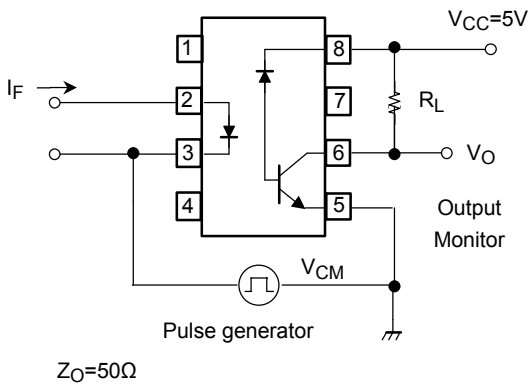 VCC=5V
1
8
IF
2
7
RL
3
6
VO
4
5
Output
Monitor
VCM
Pulse generator
ZO=50Ω